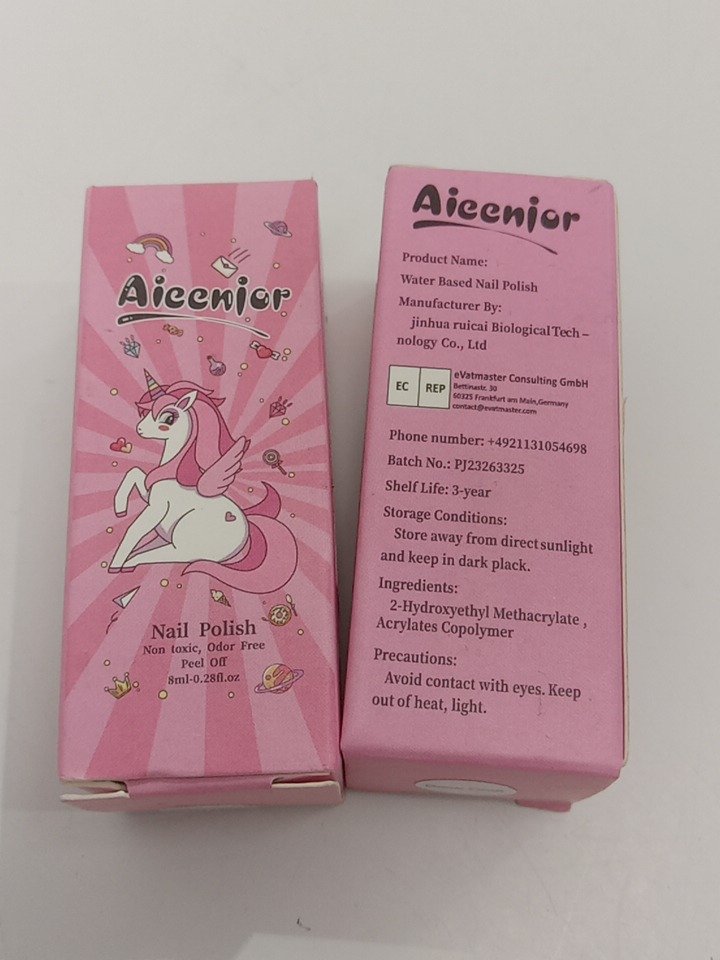 Aicenior
Nail Polish
Non toxic, Odor Free
Peel Off
8ml-0.28fl.oz
Aicenior
Product Name:
Water Based Nail Polish
Manufacturer By:
jinhua ruicai Biological Tech-
nology Co., Ltd
EC REP
eVatmaster Consulting GmbH
Bettinastr. 30
60325 Frankfurt am Main,Germany
contact@evatmaster.com
Phone number: +4921131054698
Batch No.: PJ23263325
Shelf Life: 3-year
Storage Conditions:
Store away from direct sunlight
and keep in dark plack.
Ingredients:
2-Hydroxyethyl Methacrylate ,
Acrylates Copolymer
Precautions:
Avoid contact with eyes. Keep
out of heat, light.